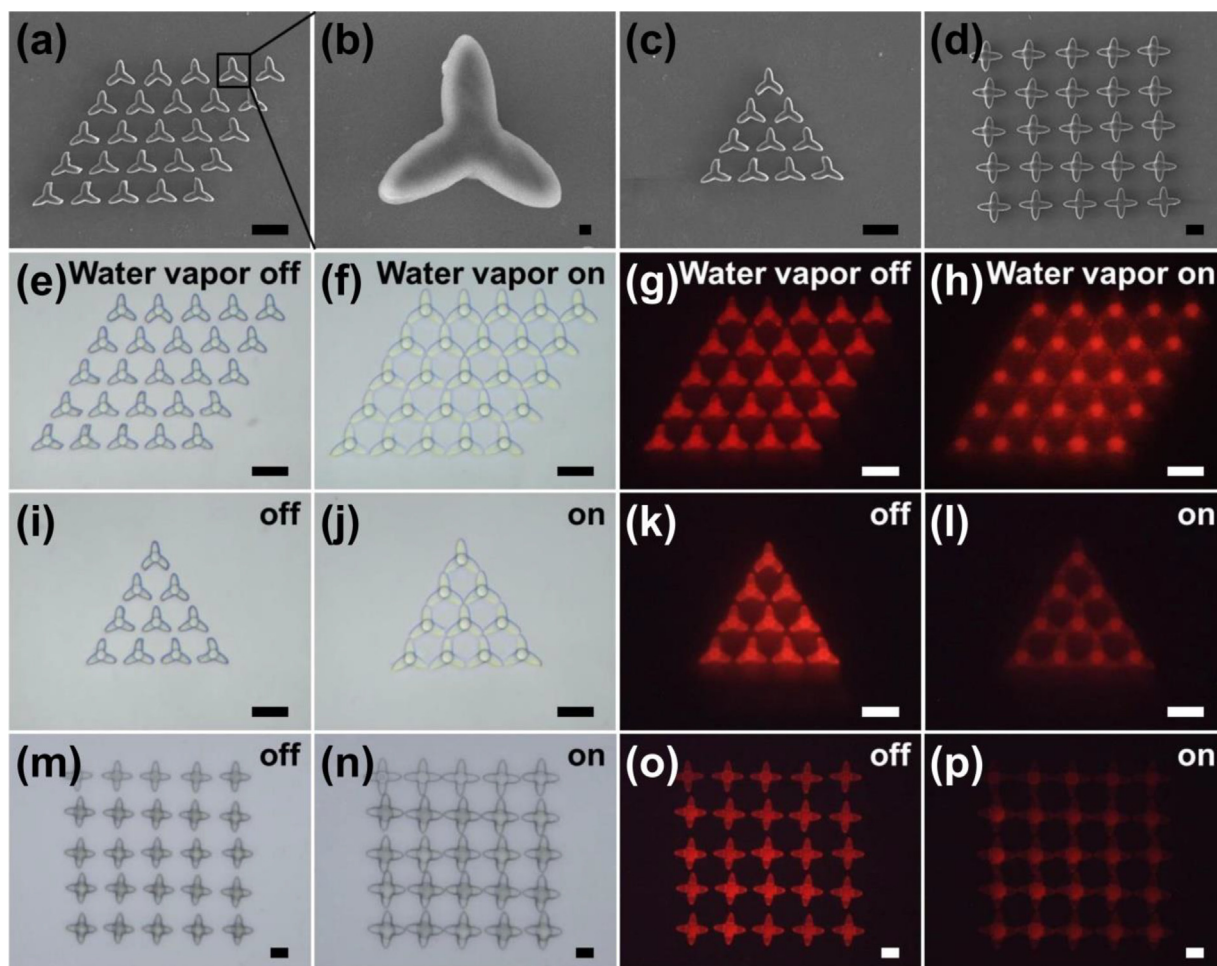 (a) (b) (c) (d)
(e) Water vapor off (f) Water vapor on (g) Water vapor off (h) Water vapor on
(i) off (j) on (k) off (l) on
(m) off (n) on (o) off (p) on